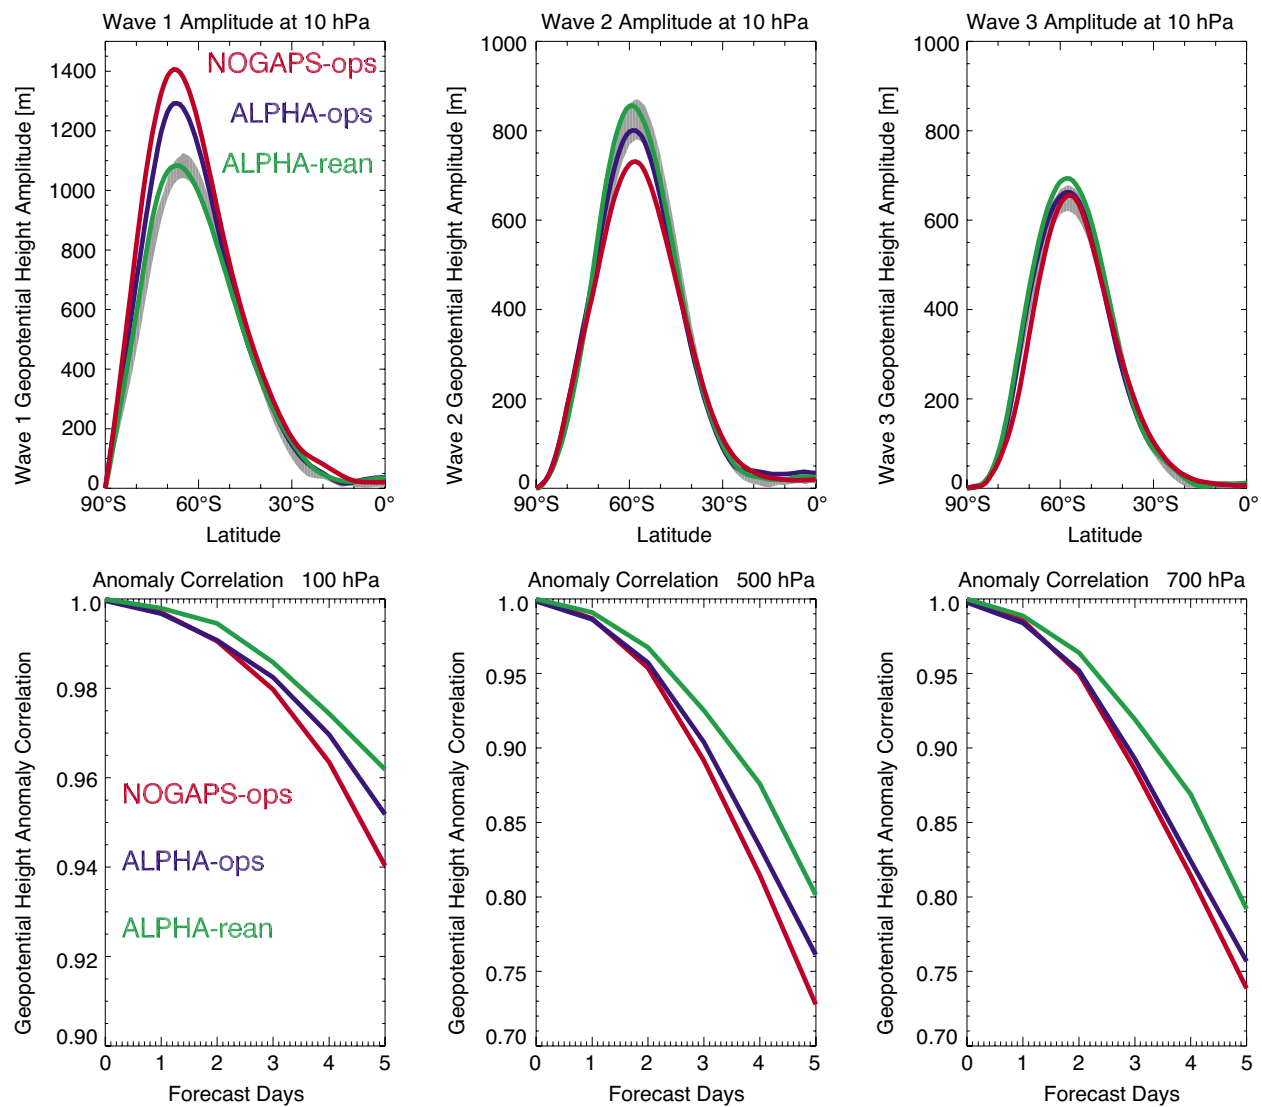 Wave 1 Amplitude at 10 hPa
Wave 1 Geopotential Height Amplitude [m]
1400
1200
1000
800
600
400
200
0
NOGAPS-ops
ALPHA-ops
ALPHA-rean
90°S
60°S
30°S
0°
Latitude
Wave 2 Amplitude at 10 hPa
Wave 2 Geopotential Height Amplitude [m]
1000
800
600
400
200
0
90°S
60°S
30°S
0°
Latitude
Wave 3 Amplitude at 10 hPa
Wave 3 Geopotential Height Amplitude [m]
1000
800
600
400
200
0
90°S
60°S
30°S
0°
Latitude
Anomaly Correlation 100 hPa
Geopotential Height Anomaly Correlation
1.0
0.98
0.96
0.94
0.92
0.90
NOGAPS-ops
ALPHA-ops
ALPHA-rean
0
1
2
3
4
5
Forecast Days
Anomaly Correlation 500 hPa
Geopotential Height Anomaly Correlation
1.0
0.95
0.90
0.85
0.80
0.75
0.70
0
1
2
3
4
5
Forecast Days
Anomaly Correlation 700 hPa
Geopotential Height Anomaly Correlation
1.0
0.95
0.90
0.85
0.80
0.75
0.70
0
1
2
3
4
5
Forecast Days